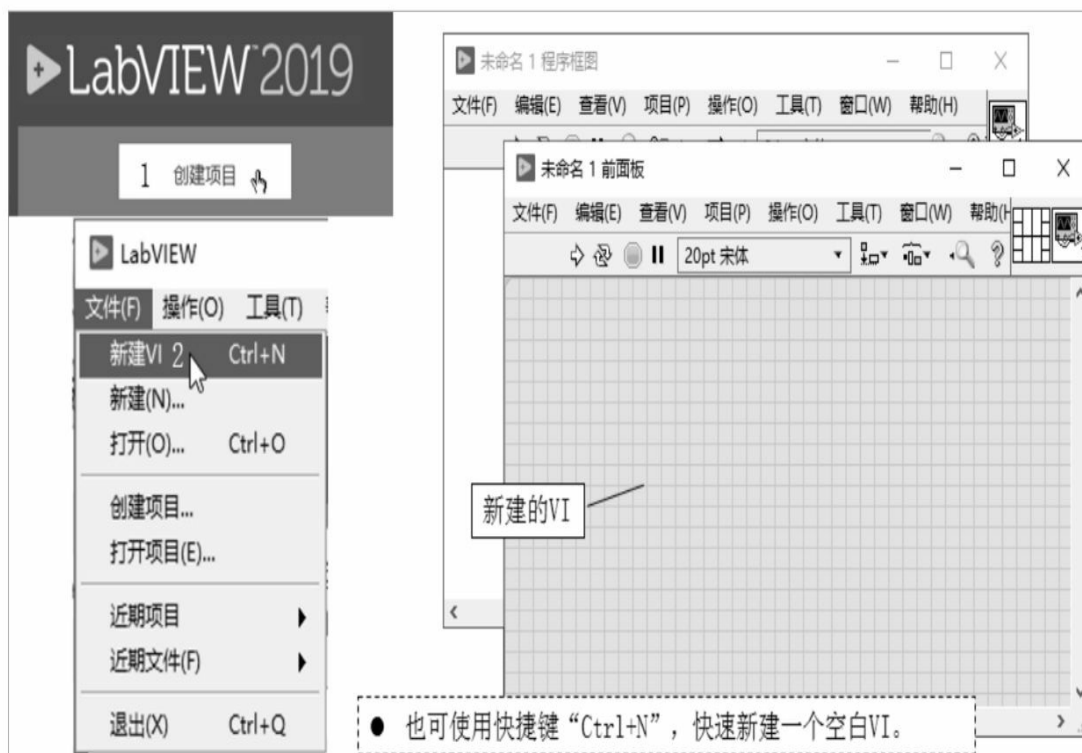 LabVIEW™2019
1 创建项目
LabVIEW
文件(F) 操作(O) 工具(T)
新建VI 2 Ctrl+N
新建(N)...
打开(O)... Ctrl+O
创建项目...
打开项目(E)...
近期项目
近期文件(F)
退出(X) Ctrl+Q
未命名 1 程序框图
文件(F) 编辑(E) 查看(V) 项目(P) 操作(O) 工具(T) 窗口(W) 帮助(H)
未命名 1 前面板
文件(F) 编辑(E) 查看(V) 项目(P) 操作(O) 工具(T) 窗口(W) 帮助(H
20pt 宋体
新建的VI
● 也可使用快捷键“Ctrl+N”，快速新建一个空白VI。